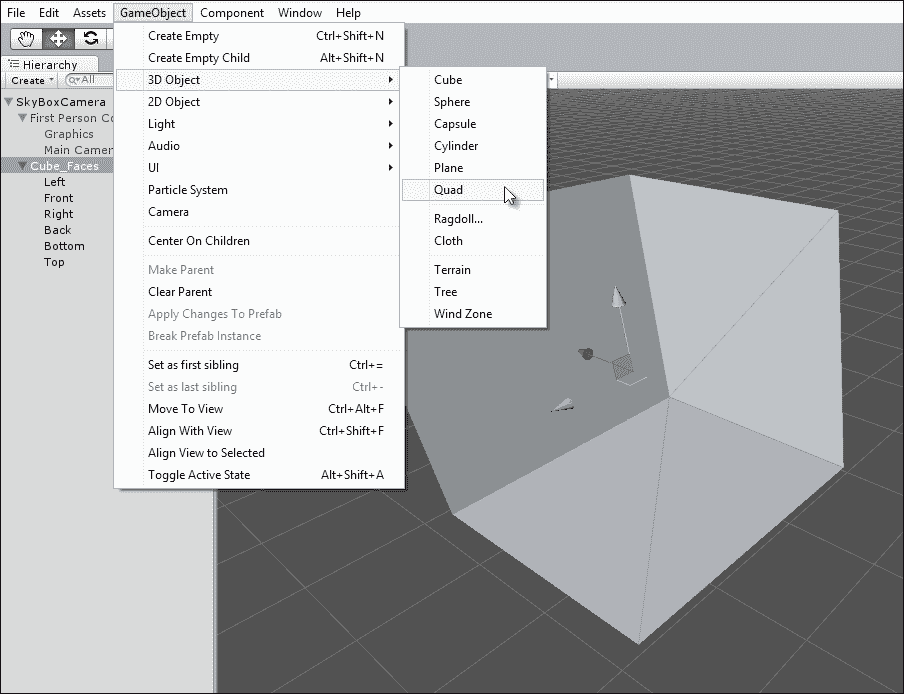 File Edit Assets GameObject Component Window Help
Hierarchy
Create All
SkyBoxCamera
First Person Co
Graphics
Main Camer
Cube_Faces
Left
Front
Right
Back
Bottom
Top
Create Empty Ctrl+Shift+N
Create Empty Child Alt+Shift+N
3D Object
2D Object
Light
Audio
UI
Particle System
Camera
Center On Children
Make Parent
Clear Parent
Apply Changes To Prefab
Break Prefab Instance
Set as first sibling Ctrl+=
Set as last sibling Ctrl+-
Move To View Ctrl+Alt+F
Align With View Ctrl+Shift+F
Align View to Selected
Toggle Active State Alt+Shift+A
Cube
Sphere
Capsule
Cylinder
Plane
Quad
Ragdoll...
Cloth
Terrain
Tree
Wind Zone